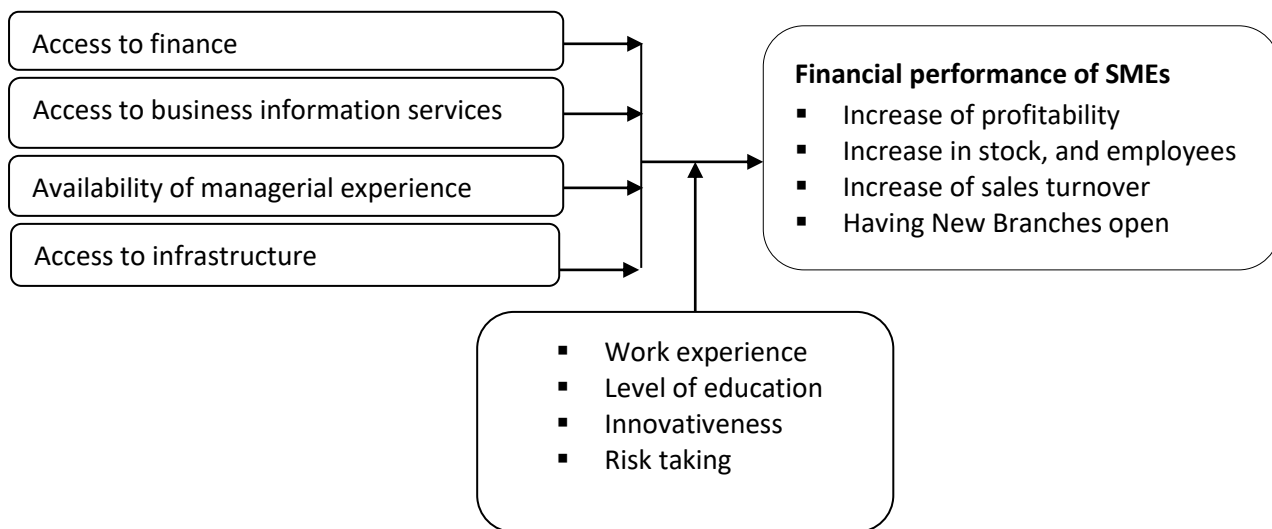 Access to finance
Access to business information services
Availability of managerial experience
Access to infrastructure
Financial performance of SMEs
▪ Increase of profitability
▪ Increase in stock, and employees
▪ Increase of sales turnover
▪ Having New Branches open
▪ Work experience
▪ Level of education
▪ Innovativeness
▪ Risk taking